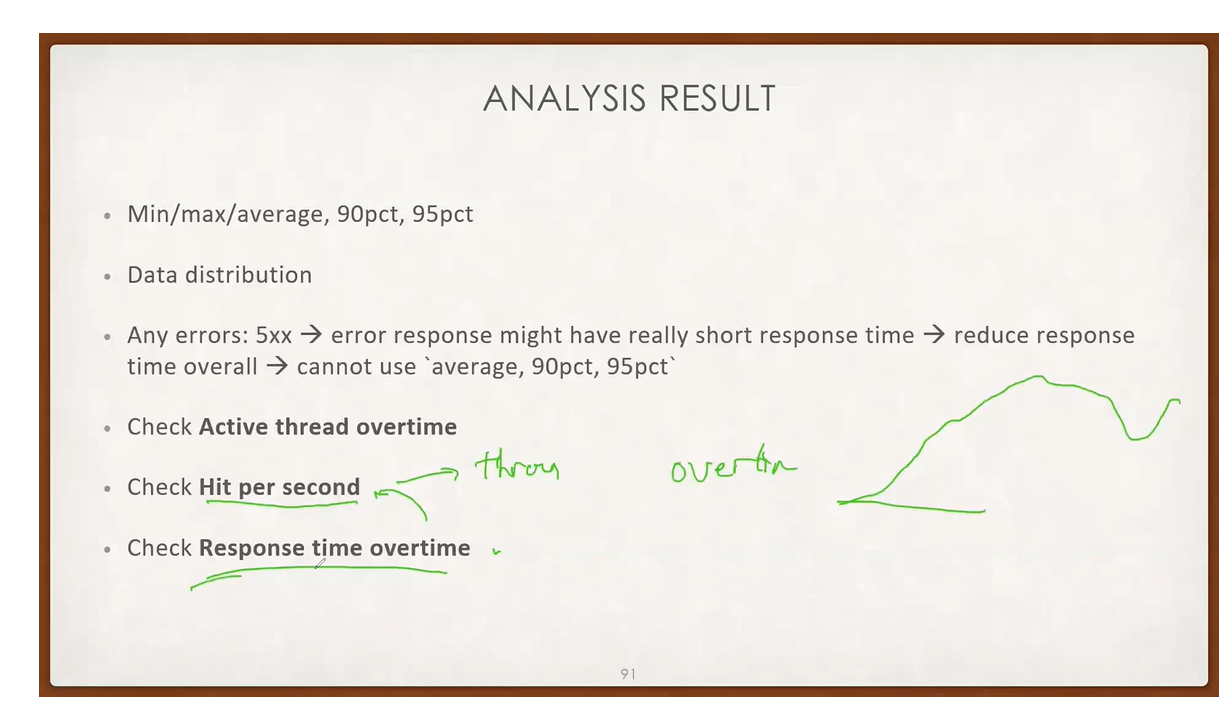 ANALYSIS RESULT
• Min/max/average, 90pct, 95pct
• Data distribution
• Any errors: 5xx → error response might have really short response time → reduce response
time overall → cannot use `average, 90pct, 95pct`
• Check Active thread overtime
• Check Hit per second
• Check Response time overtime
91